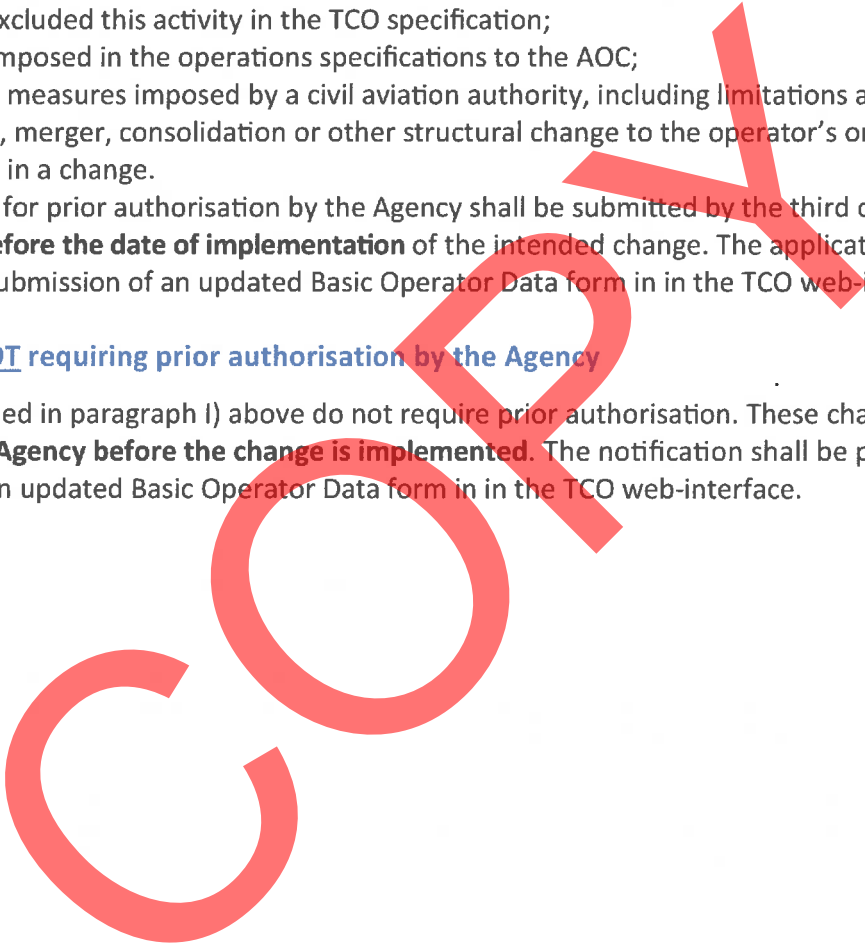 xcluded this activity in the TCO specification;
mposed in the operations specifications to the AOC;
measures imposed by a civil aviation authority, including limitations a
, merger, consolidation or other structural change to the operator's or
in a change.
for prior authorisation by the Agency shall be submitted by the third c
efore the date of implementation of the intended change. The applicat
ubmission of an updated Basic Operator Data form in in the TCO web-i
OT requiring prior authorisation by the Agency
ed in paragraph I) above do not require prior authorisation. These cha
Agency before the change is implemented. The notification shall be p
n updated Basic Operator Data form in in the TCO web-interface.
COPY